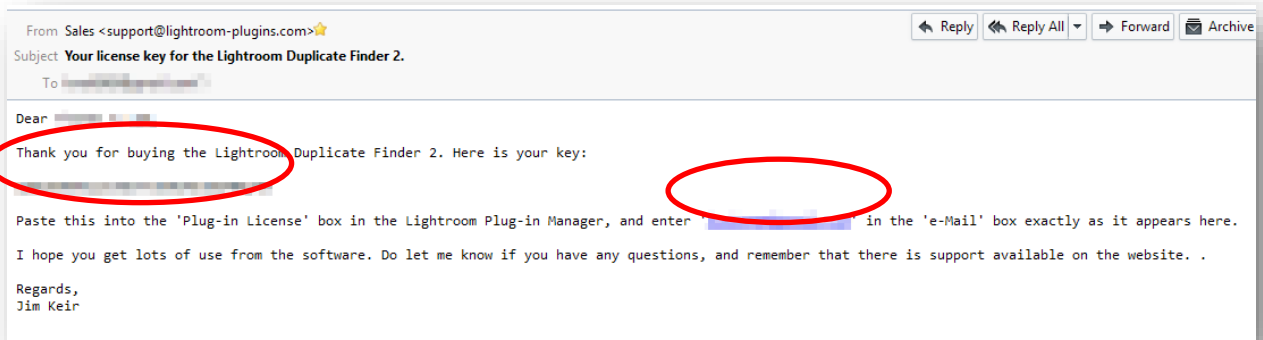 From Sales <support@lightroom-plugins.com>
Reply Reply All Forward Archive
Subject Your license key for the Lightroom Duplicate Finder 2.
To
Dear
Thank you for buying the Lightroom Duplicate Finder 2. Here is your key:
Paste this into the 'Plug-in License' box in the Lightroom Plug-in Manager, and enter ' ' in the 'e-Mail' box exactly as it appears here.
I hope you get lots of use from the software. Do let me know if you have any questions, and remember that there is support available on the website. .
Regards,
Jim Keir